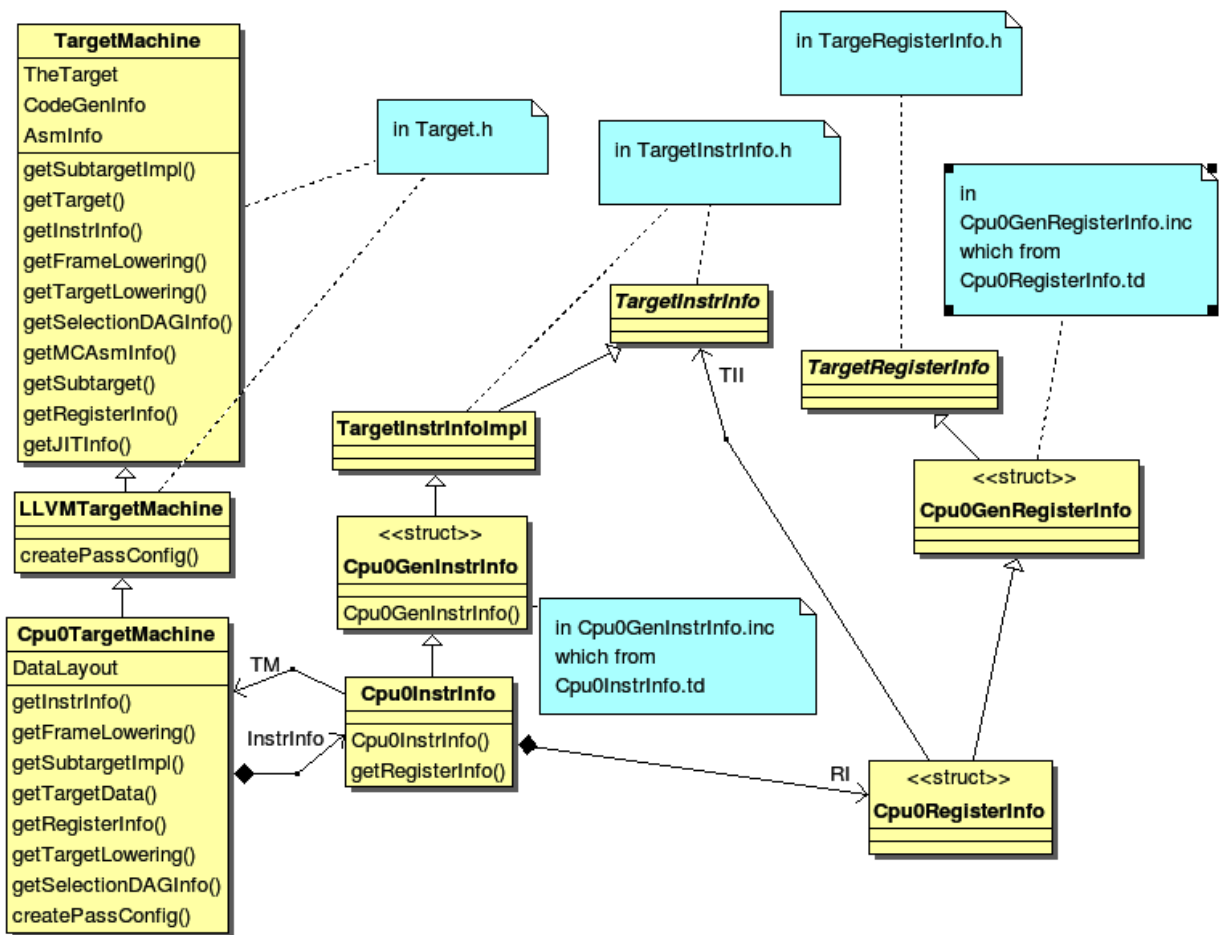 TargetMachine
TheTarget
CodeGenInfo
AsmInfo
getSubtargetImpl()
getTarget()
getInstrInfo()
getFrameLowering()
getTargetLowering()
getSelectionDAGInfo()
getMCAsmInfo()
getSubtarget()
getRegisterInfo()
getJITInfo()
LLVMTargetMachine
createPassConfig()
Cpu0TargetMachine
DataLayout
getInstrInfo()
getFrameLowering()
getSubtargetImpl()
getTargetData()
getRegisterInfo()
getTargetLowering()
getSelectionDAGInfo()
createPassConfig()
in Target.h
in TargetInstrInfo.h
in TargeRegisterInfo.h
in
Cpu0GenRegisterInfo.inc
which from
Cpu0RegisterInfo.td
TargetInstrInfo
TII
TargetRegisterInfo
TargetInstrInfoImpl
<<struct>>
Cpu0GenRegisterInfo
<<struct>>
Cpu0GenInstrInfo
Cpu0GenInstrInfo()
in Cpu0GenInstrInfo.inc
which from
Cpu0InstrInfo.td
TM
InstrInfo
Cpu0InstrInfo
Cpu0InstrInfo()
getRegisterInfo()
RI
<<struct>>
Cpu0RegisterInfo